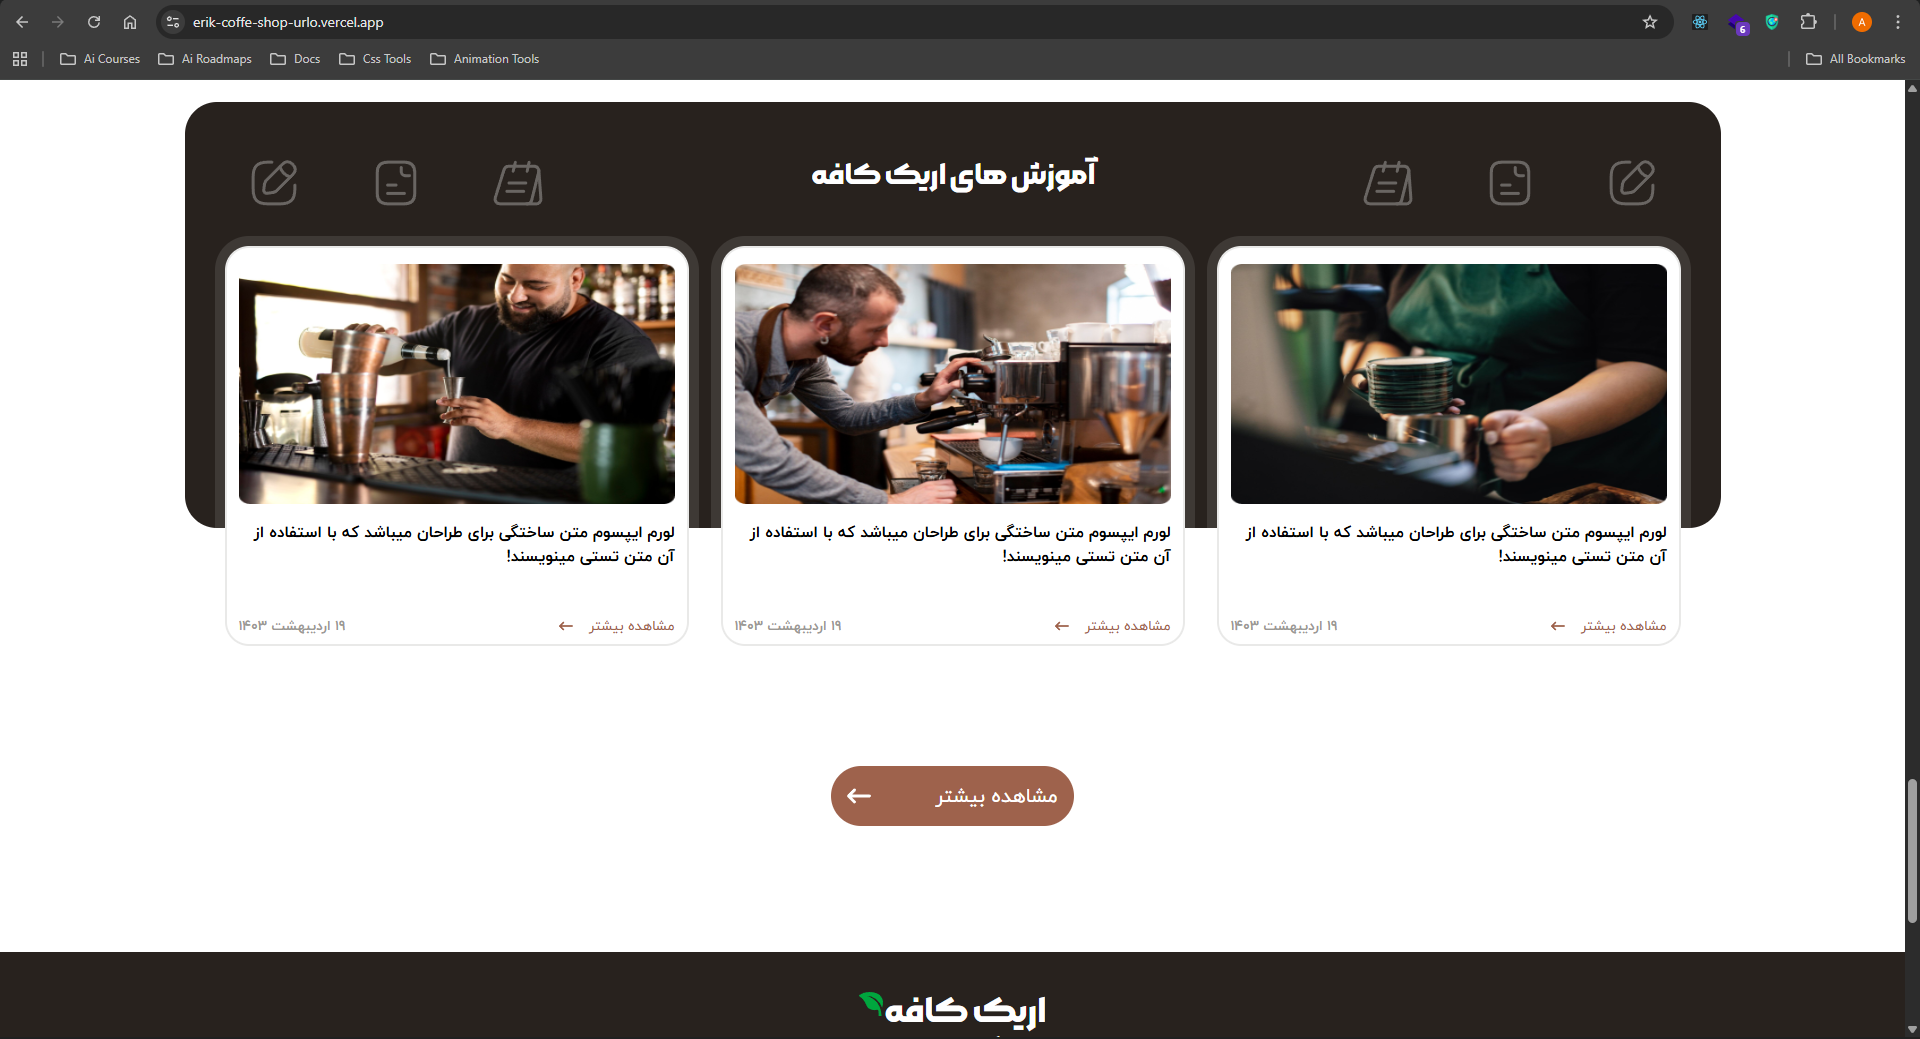 erik-coffe-shop-urlo.vercel.app
6
A
Ai Courses
Ai Roadmaps
Docs
Css Tools
Animation Tools
All Bookmarks
آموزش های اریک کافه
لورم ایپسوم متن ساختگی برای طراحان میباشد که با استفاده از
آن متن تستی مینویسند!
مشاهده بیشتر
۱۹ اردیبهشت ۱۴۰۳
لورم ایپسوم متن ساختگی برای طراحان میباشد که با استفاده از
آن متن تستی مینویسند!
مشاهده بیشتر
۱۹ اردیبهشت ۱۴۰۳
لورم ایپسوم متن ساختگی برای طراحان میباشد که با استفاده از
آن متن تستی مینویسند!
مشاهده بیشتر
۱۹ اردیبهشت ۱۴۰۳
مشاهده بیشتر
اریک کافه